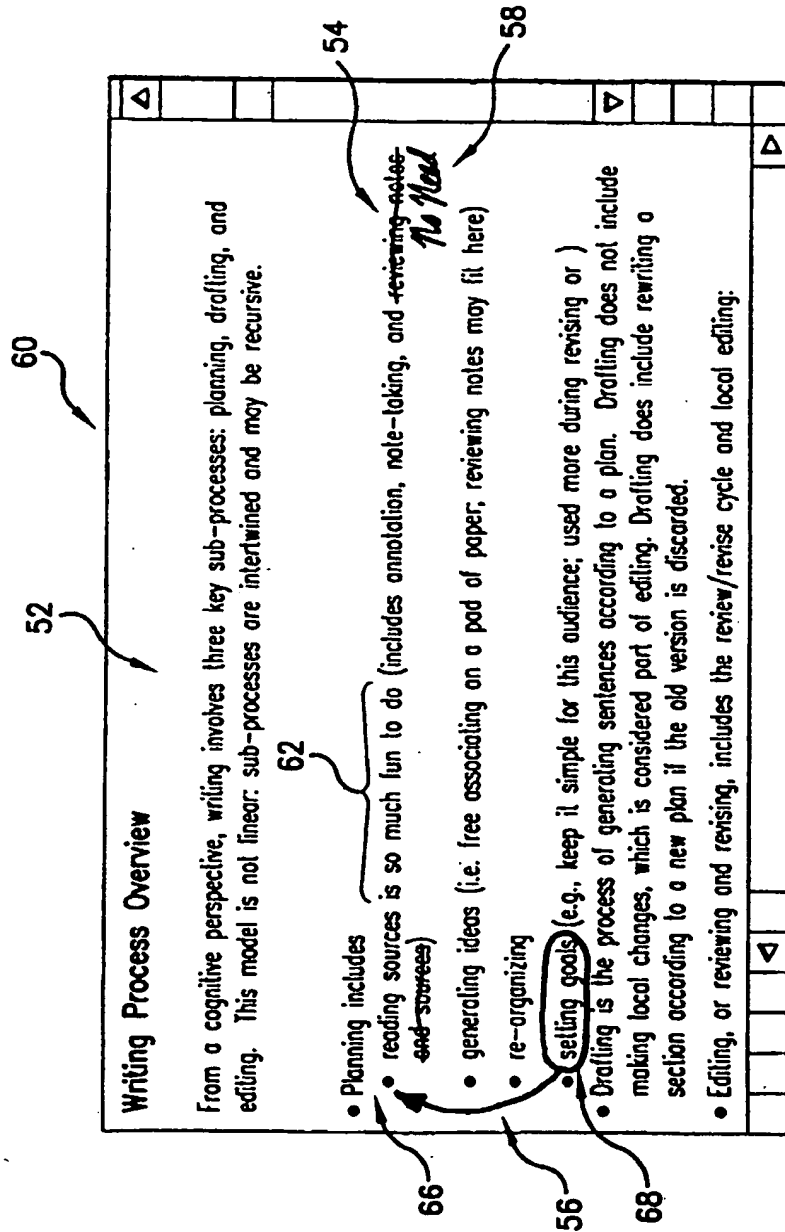 60
52
54
58
Writing Process Overview
From a cognitive perspective, writing involves three key sub-processes: planning, drafting, and
editing. This model is not linear: sub-processes are intertwined and may be recursive.
62
• Planning includes
• reading sources is so much fun to do (includes annotation, note-taking, and reviewing notes
No Need
and sources)
• generating ideas (i.e. free associating on a pad of paper; reviewing notes may fit here)
• re-organizing
• setting goals (e.g., keep it simple for this audience; used more during revising or )
• Drafting is the process of generating sentences according to a plan. Drafting does not include
making local changes, which is considered part of editing. Drafting does include rewriting a
section according to a new plan if the old version is discarded.
• Editing, or reviewing and revising, includes the review/revise cycle and local editing:
66
56
68